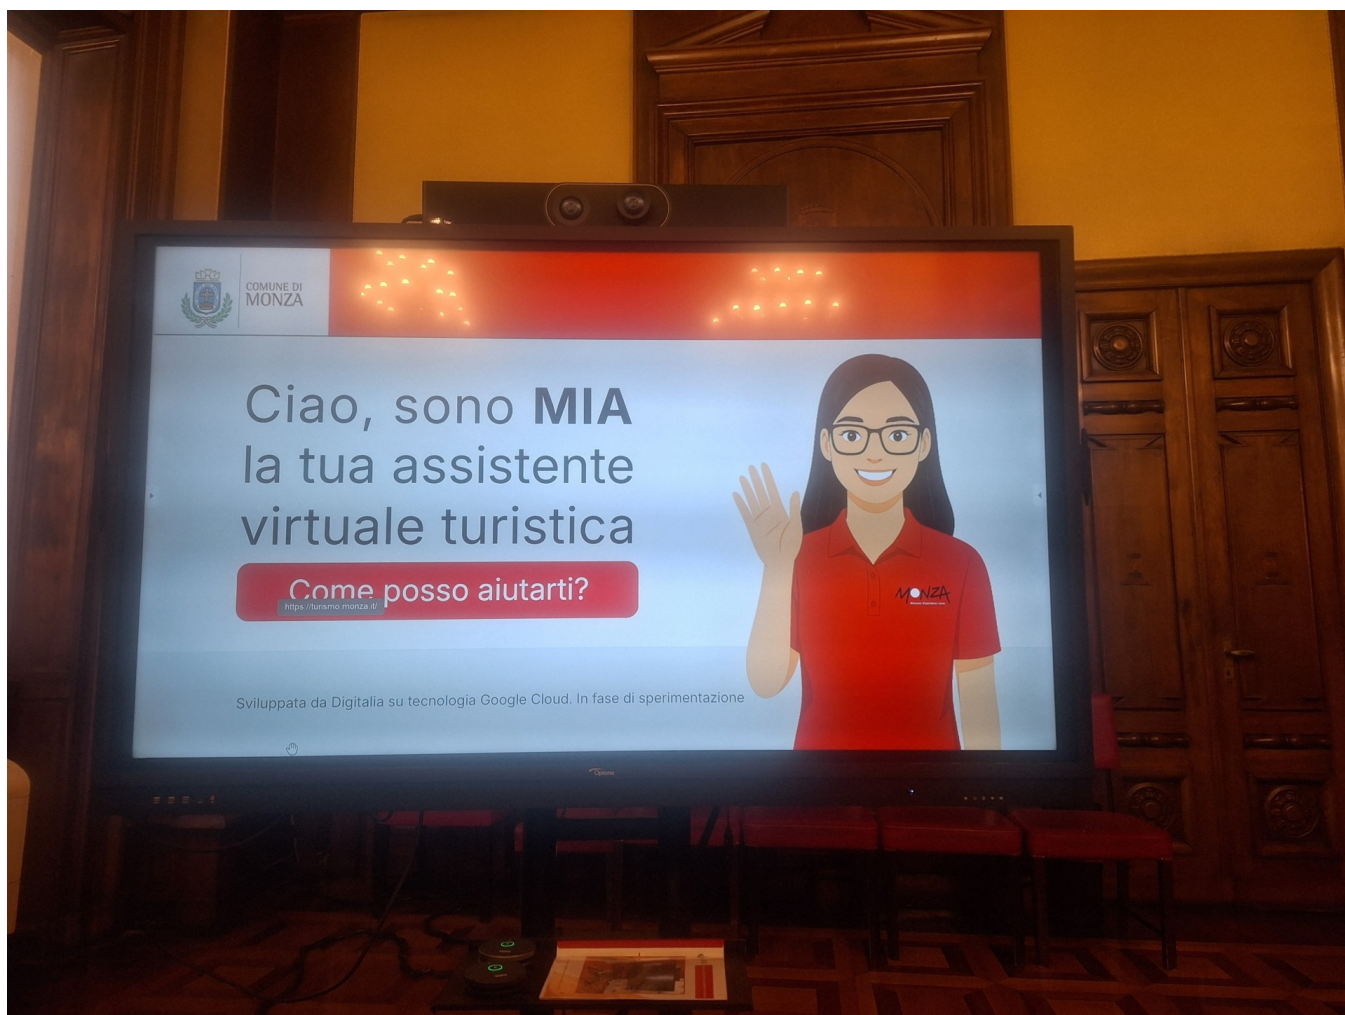 COMUNE DI
MONZA
Ciao, sono MIA
la tua assistente
virtuale turistica
Come posso aiutarti?
https://turismo.monza.it/
MONZA
Sviluppata da Digitalia su tecnologia Google Cloud. In fase di sperimentazione
Optoma